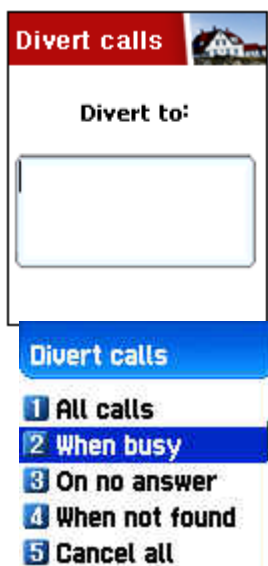 Divert calls
Divert to:
Divert calls
1 All calls
2 When busy
3 On no answer
4 When not found
5 Cancel all